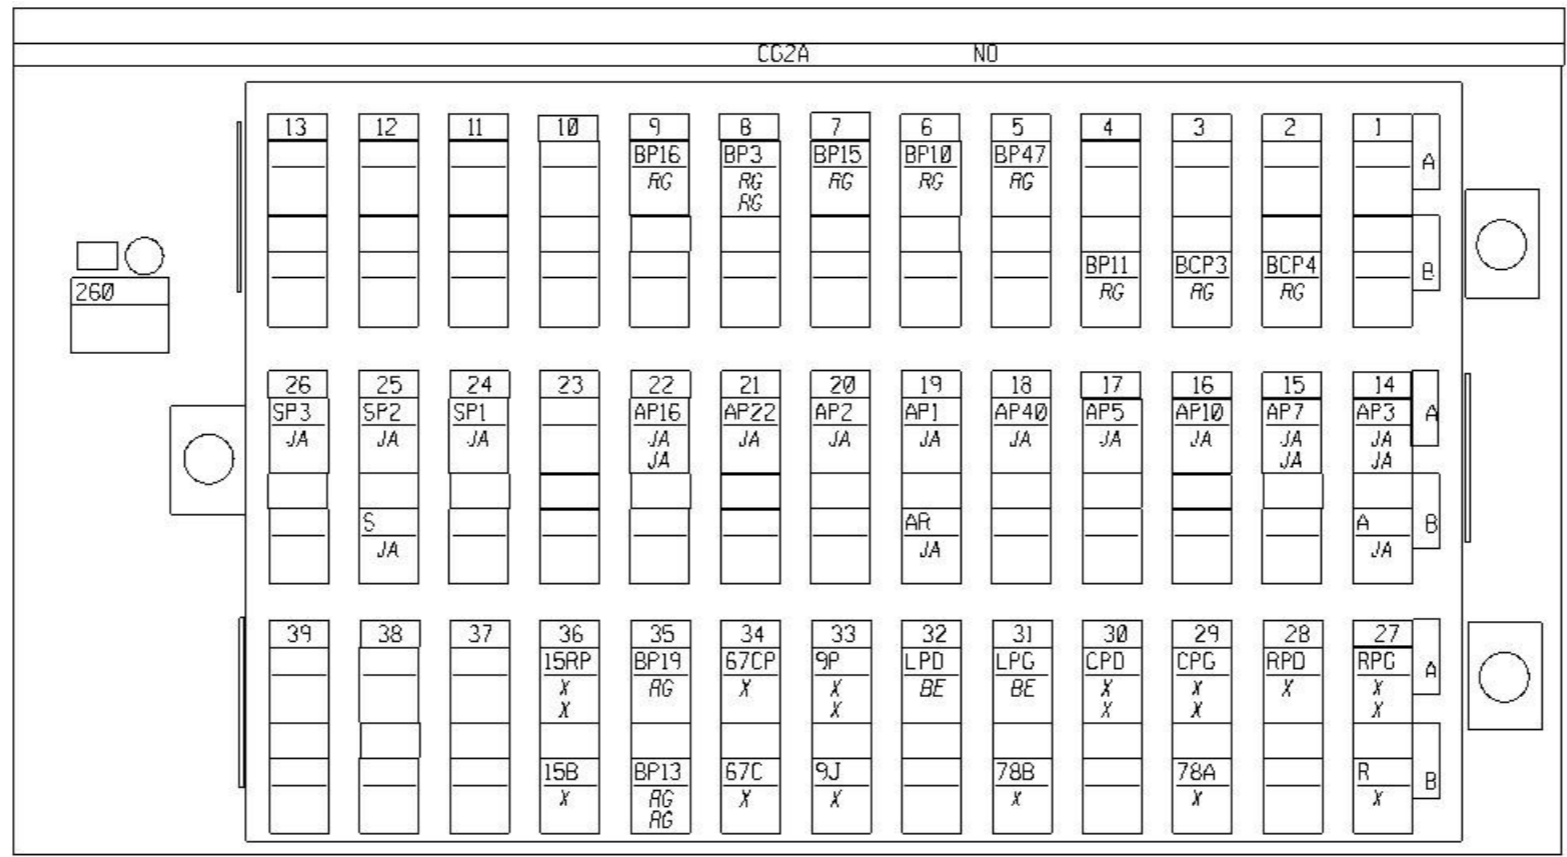 CG2A NO
13 12 11 10 9 8 7 6 5 4 3 2 1
BP16 BP3 BP15 BP10 BP47 A
RG RG RG RG RG
RG
BP11 BCP3 BCP4 B
RG RG RG
260
26 25 24 23 22 21 20 19 18 17 16 15 14
SP3 SP2 SP1 AP16 AP22 AP2 AP1 AP40 AP5 AP10 AP7 AP3 A
JA JA JA JA JA JA JA JA JA JA JA JA
JA JA JA
S AR A B
JA JA JA
39 38 37 36 35 34 33 32 31 30 29 28 27
15RP BP19 67CP 9P LPD LPG CPD CPG RPD RPG A
X RG X X BE BE X X X X
X X X X X
15B BP13 67C 9J 78B 78A R B
X RG X X X X X
RG